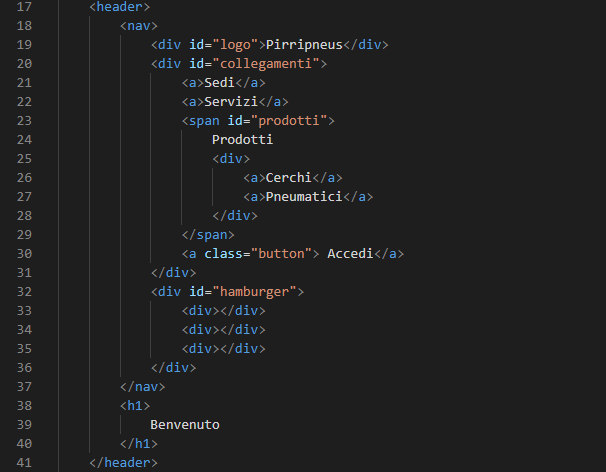 17 <header>
18 <nav>
19 <div id="logo">Pirripneus</div>
20 <div id="collegamenti">
21 <a>Sedi</a>
22 <a>Servizi</a>
23 <span id="prodotti">
24 Prodotti
25 <div>
26 <a>Cerchi</a>
27 <a>Pneumatici</a>
28 </div>
29 </span>
30 <a class="button"> Accedi</a>
31 </div>
32 <div id="hamburger">
33 <div></div>
34 <div></div>
35 <div></div>
36 </div>
37 </nav>
38 <h1>
39 Benvenuto
40 </h1>
41 </header>